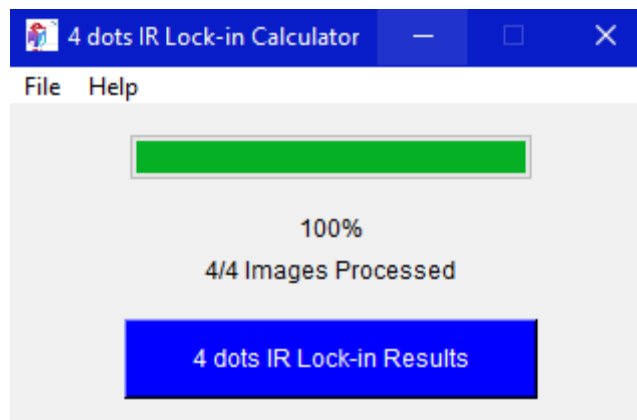 4 dots IR Lock-in Calculator
File Help
100%
4/4 Images Processed
4 dots IR Lock-in Results